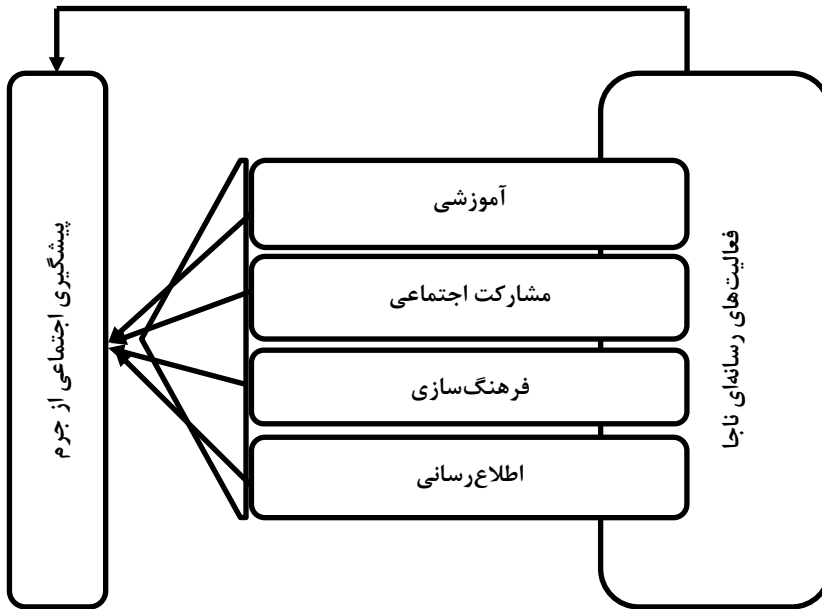 فعالیت‌های رسانه‌ای ناجا
آموزشی
مشارکت اجتماعی
فرهنگ‌سازی
اطلاع‌رسانی
پیشگیری اجتماعی از جرم